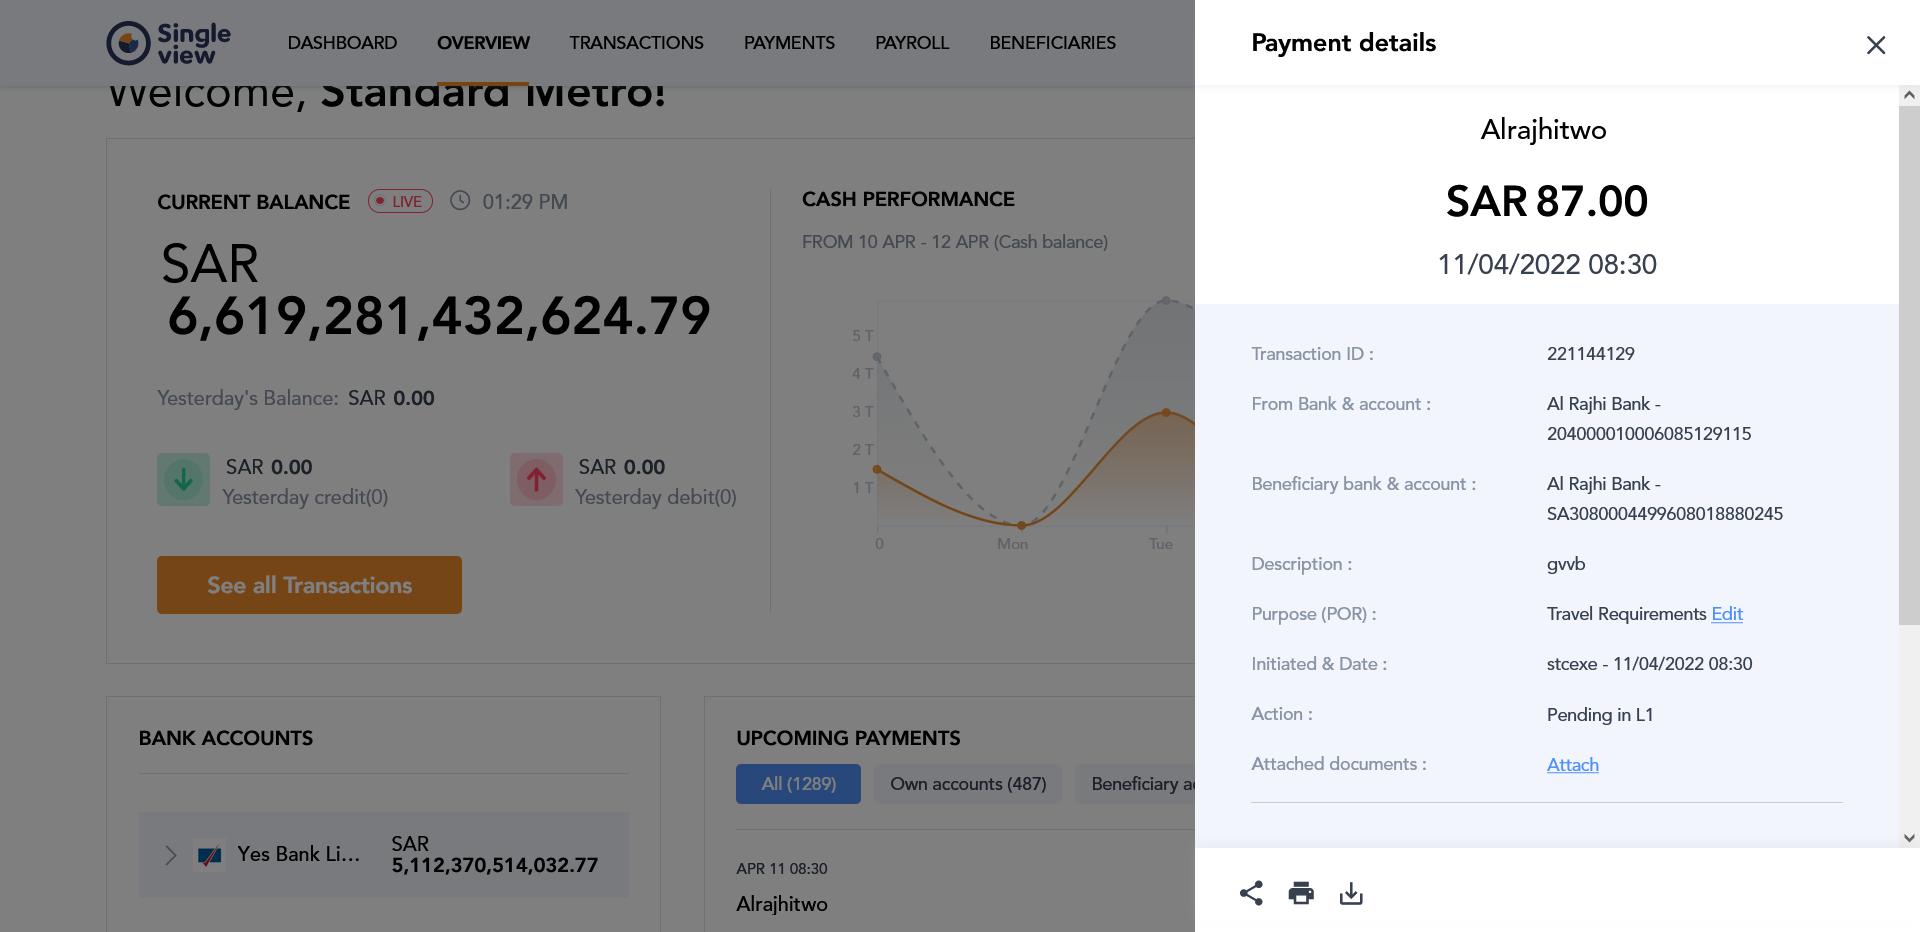 Single view
DASHBOARD
OVERVIEW
TRANSACTIONS
PAYMENTS
PAYROLL
BENEFICIARIES
Welcome, Standard Metro!
CURRENT BALANCE
LIVE
01:29 PM
SAR
6,619,281,432,624.79
Yesterday's Balance: SAR 0.00
SAR 0.00
Yesterday credit(0)
SAR 0.00
Yesterday debit(0)
See all Transactions
CASH PERFORMANCE
FROM 10 APR - 12 APR (Cash balance)
5 T
4 T
3 T
2 T
1 T
0
Mon
Tue
BANK ACCOUNTS
Yes Bank Li...
SAR
5,112,370,514,032.77
UPCOMING PAYMENTS
All (1289)
Own accounts (487)
Beneficiary a
APR 11 08:30
Alrajhitwo
Payment details
Alrajhitwo
SAR 87.00
11/04/2022 08:30
Transaction ID : 221144129
From Bank & account : Al Rajhi Bank -
204000010006085129115
Beneficiary bank & account : Al Rajhi Bank -
SA3080004499608018880245
Description : gvvb
Purpose (POR) : Travel Requirements Edit
Initiated & Date : stcexe - 11/04/2022 08:30
Action : Pending in L1
Attached documents : Attach